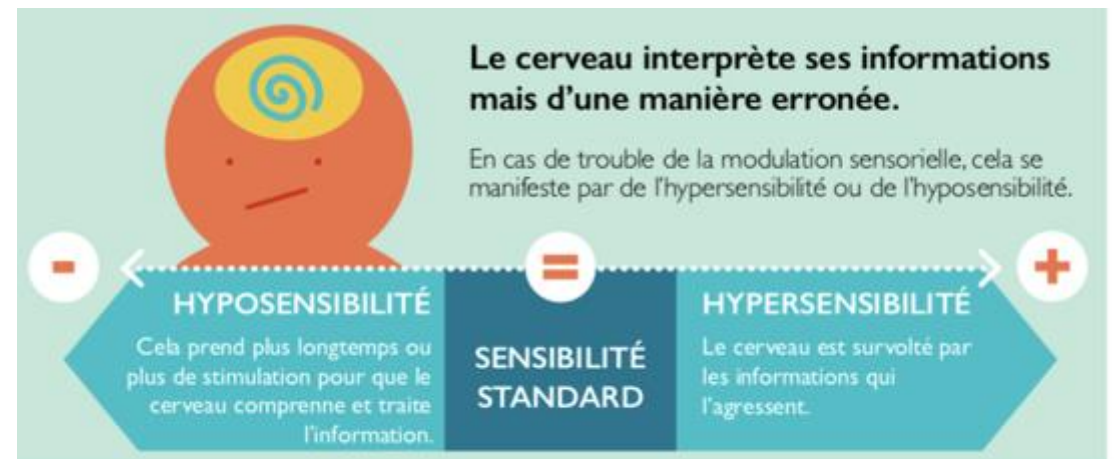 Le cerveau interprète ses informations
mais d'une manière erronée.
En cas de trouble de la modulation sensorielle, cela se
manifeste par de l'hypersensibilité ou de l'hyposensibilité.
-
=
+
HYPOSENSIBILITÉ
Cela prend plus longtemps ou
plus de stimulation pour que le
cerveau comprenne et traite
l'information.
SENSIBILITÉ
STANDARD
HYPERSENSIBILITÉ
Le cerveau est survolté par
les informations qui
l'agressent.